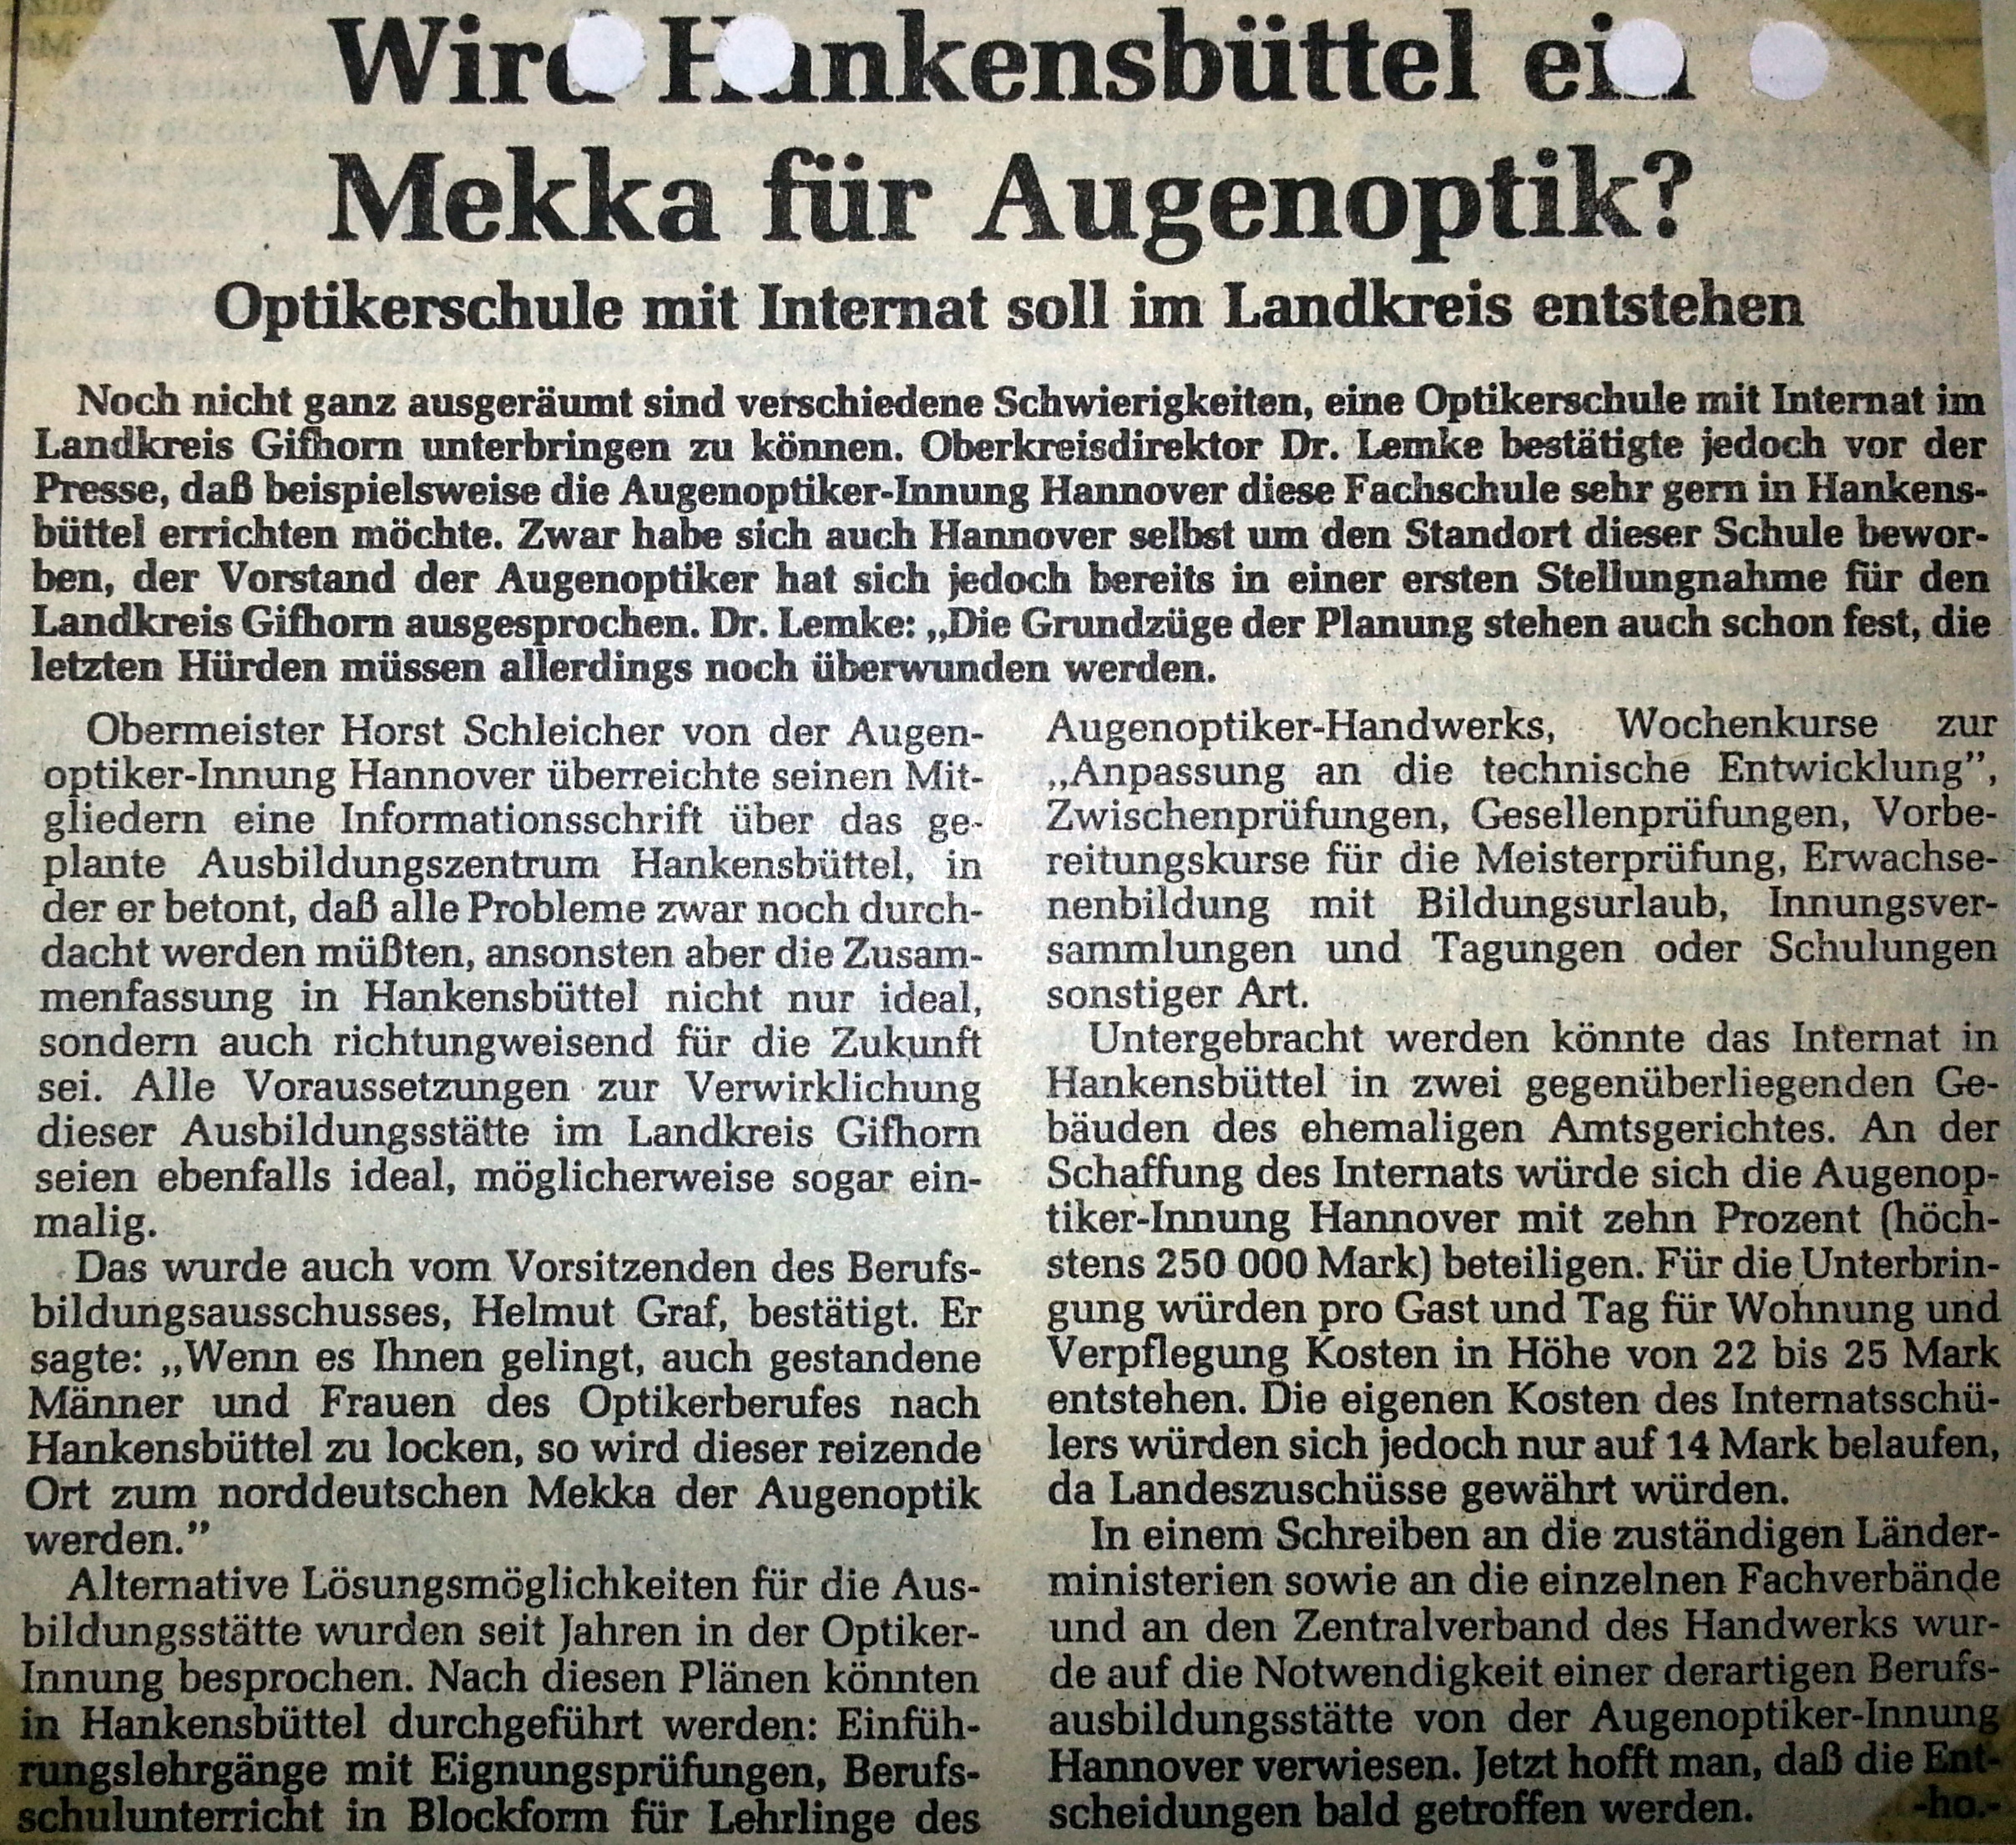 Wird Hankensbüttel ein
Mekka für Augenoptik?
Optikerschule mit Internat soll im Landkreis entstehen
Noch nicht ganz ausgeräumt sind verschiedene Schwierigkeiten, eine Optikerschule mit Internat im
Landkreis Gifhorn unterbringen zu können. Oberkreisdirektor Dr. Lemke bestätigte jedoch vor der
Presse, daß beispielsweise die Augenoptiker-Innung Hannover diese Fachschule sehr gern in Hankens-
büttel errichten möchte. Zwar habe sich auch Hannover selbst um den Standort dieser Schule bewor-
ben, der Vorstand der Augenoptiker hat sich jedoch bereits in einer ersten Stellungnahme für den
Landkreis Gifhorn ausgesprochen. Dr. Lemke: „Die Grundzüge der Planung stehen auch schon fest, die
letzten Hürden müssen allerdings noch überwunden werden.
Obermeister Horst Schleicher von der Augen-
optiker-Innung Hannover überreichte seinen Mit-
gliedern eine Informationsschrift über das ge-
plante Ausbildungszentrum Hankensbüttel, in
der er betont, daß alle Probleme zwar noch durch-
dacht werden müßten, ansonsten aber die Zusam-
menfassung in Hankensbüttel nicht nur ideal,
sondern auch richtungweisend für die Zukunft
sei. Alle Voraussetzungen zur Verwirklichung
dieser Ausbildungsstätte im Landkreis Gifhorn
seien ebenfalls ideal, möglicherweise sogar ein-
malig.
Das wurde auch vom Vorsitzenden des Berufs-
bildungsausschusses, Helmut Graf, bestätigt. Er
sagte: „Wenn es Ihnen gelingt, auch gestandene
Männer und Frauen des Optikerberufes nach
Hankensbüttel zu locken, so wird dieser reizende
Ort zum norddeutschen Mekka der Augenoptik
werden.”
Alternative Lösungsmöglichkeiten für die Aus-
bildungsstätte wurden seit Jahren in der Optiker-
Innung besprochen. Nach diesen Plänen könnten
in Hankensbüttel durchgeführt werden: Einfüh-
rungslehrgänge mit Eignungsprüfungen, Berufs-
schulunterricht in Blockform für Lehrlinge des
Augenoptiker-Handwerks, Wochenkurse zur
„Anpassung an die technische Entwicklung”,
Zwischenprüfungen, Gesellenprüfungen, Vorbe-
reitungskurse für die Meisterprüfung, Erwachse-
nenbildung mit Bildungsurlaub, Innungsver-
sammlungen und Tagungen oder Schulungen
sonstiger Art.
Untergebracht werden könnte das Internat in
Hankensbüttel in zwei gegenüberliegenden Ge-
bäuden des ehemaligen Amtsgerichtes. An der
Schaffung des Internats würde sich die Augenop-
tiker-Innung Hannover mit zehn Prozent (höch-
stens 250 000 Mark) beteiligen. Für die Unterbrin-
gung würden pro Gast und Tag für Wohnung und
Verpflegung Kosten in Höhe von 22 bis 25 Mark
entstehen. Die eigenen Kosten des Internatsschü-
lers würden sich jedoch nur auf 14 Mark belaufen,
da Landeszuschüsse gewährt würden.
In einem Schreiben an die zuständigen Länder-
ministerien sowie an die einzelnen Fachverbände
und an den Zentralverband des Handwerks wur-
de auf die Notwendigkeit einer derartigen Berufs-
ausbildungsstätte von der Augenoptiker-Innung
Hannover verwiesen. Jetzt hofft man, daß die Ent-
scheidungen bald getroffen werden. -ho.-